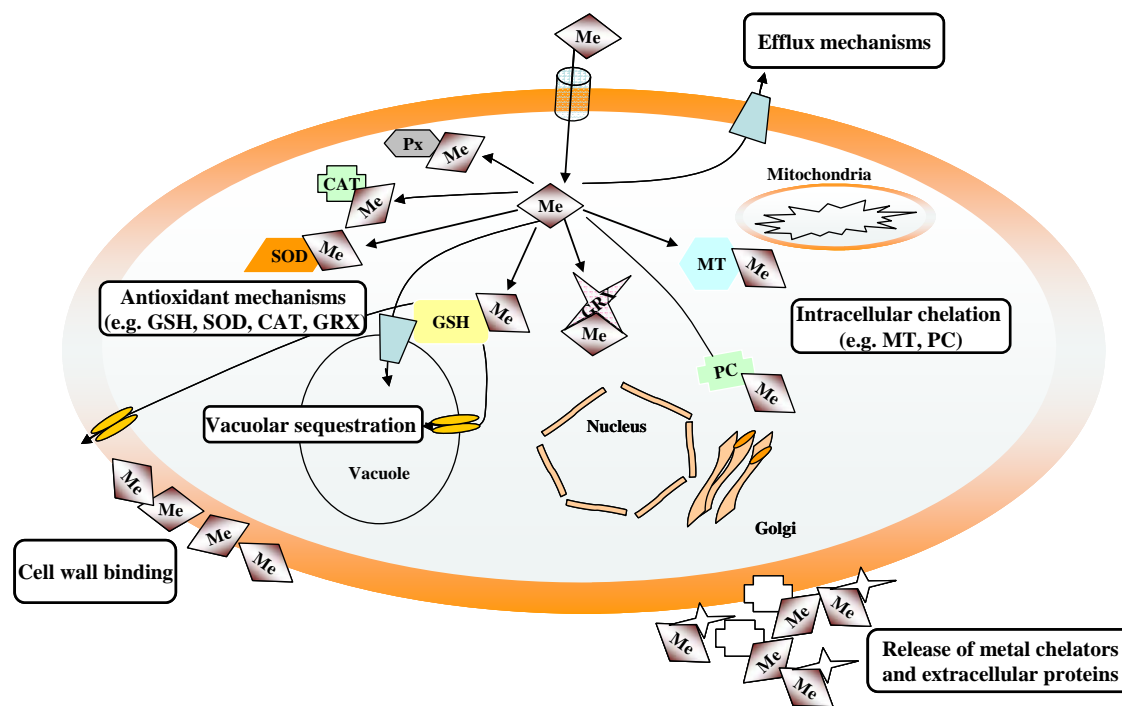 Me
Efflux mechanisms
Px
Me
CAT
Me
Mitochondria
Me
SOD
Me
MT
Me
Antioxidant mechanisms
(e.g. GSH, SOD, CAT, GRX)
GSH
Me
GRX
Me
Intracellular chelation
(e.g. MT, PC)
PC
Me
Vacuolar sequestration
Nucleus
Vacuole
Me
Me
Me
Me
Golgi
Cell wall binding
Me
Me
Me
Me
Me
Release of metal chelators
and extracellular proteins